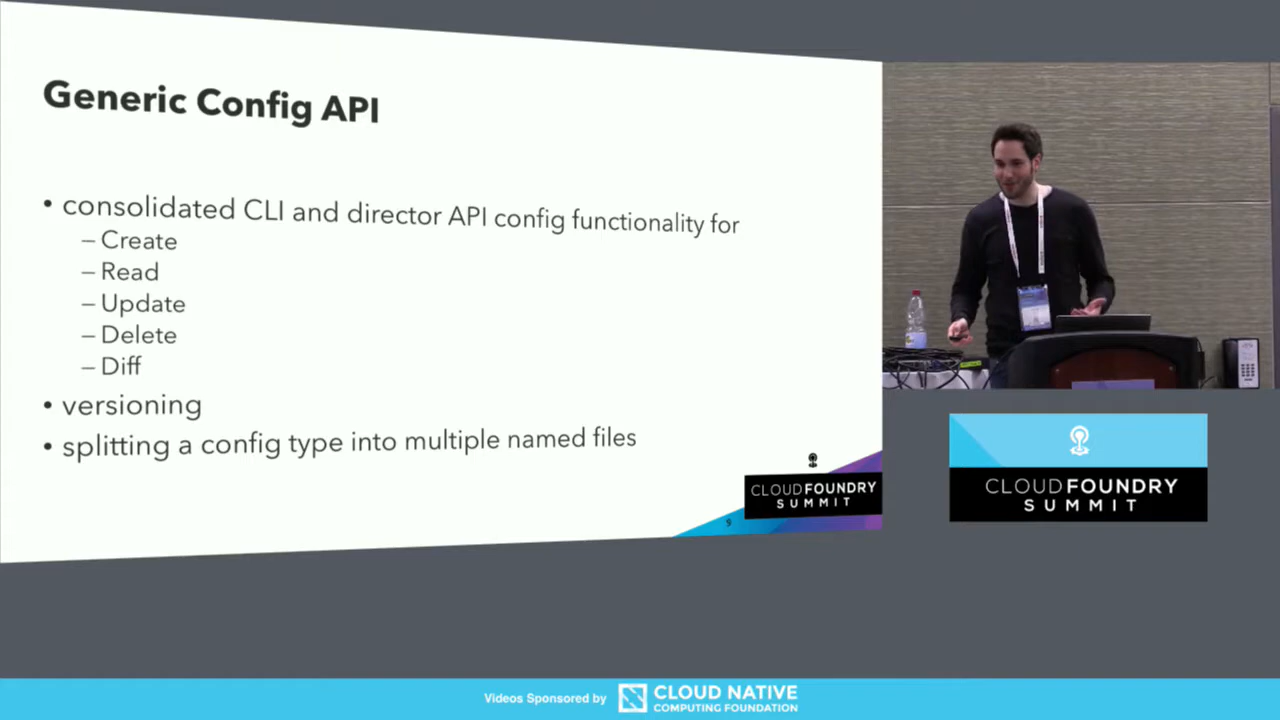 Generic Config API
• consolidated CLI and director API config functionality for
– Create
– Read
– Update
– Delete
– Diff
• versioning
• splitting a config type into multiple named files
CLOUD FOUNDRY
SUMMIT
9
CLOUD FOUNDRY
SUMMIT
Videos Sponsored by
CLOUD NATIVE
COMPUTING FOUNDATION